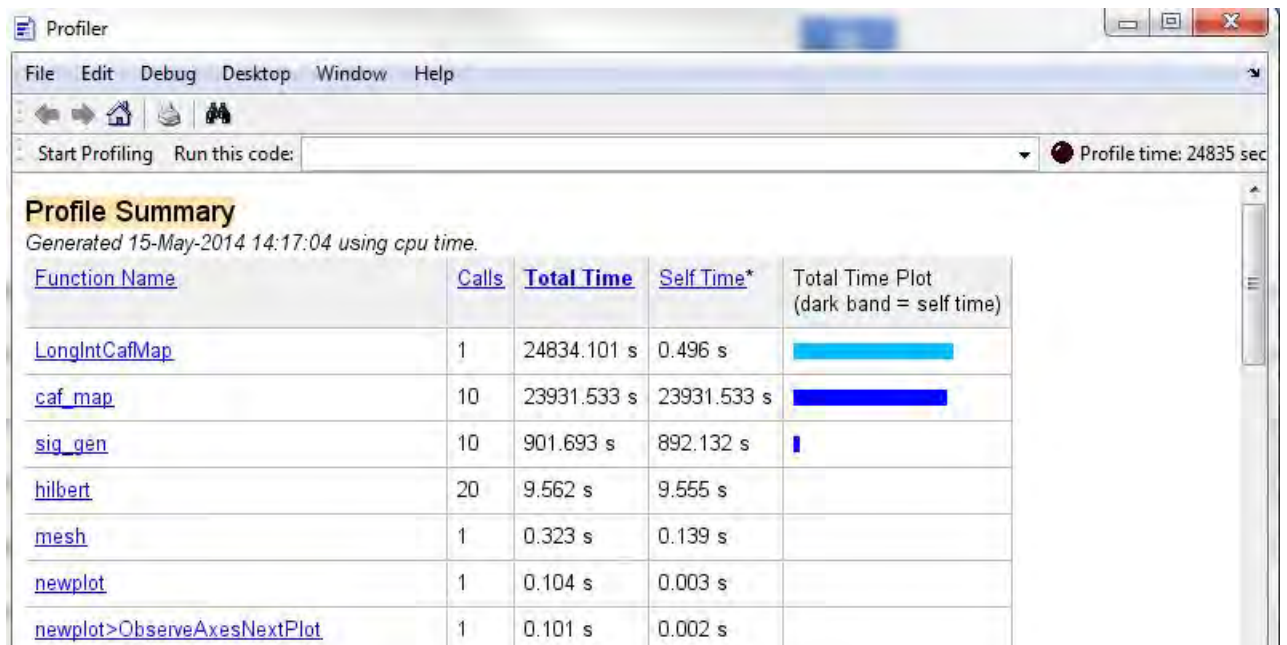 Profiler
File Edit Debug Desktop Window Help
Start Profiling Run this code: Profile time: 24835 sec
Profile Summary
Generated 15-May-2014 14:17:04 using cpu time.
Function Name Calls Total Time Self Time* Total Time Plot
(dark band = self time)
LongIntCafMap 1 24834.101 s 0.496 s
caf_map 10 23931.533 s 23931.533 s
sig_gen 10 901.693 s 892.132 s
hilbert 20 9.562 s 9.555 s
mesh 1 0.323 s 0.139 s
newplot 1 0.104 s 0.003 s
newplot>ObserveAxesNextPlot 1 0.101 s 0.002 s